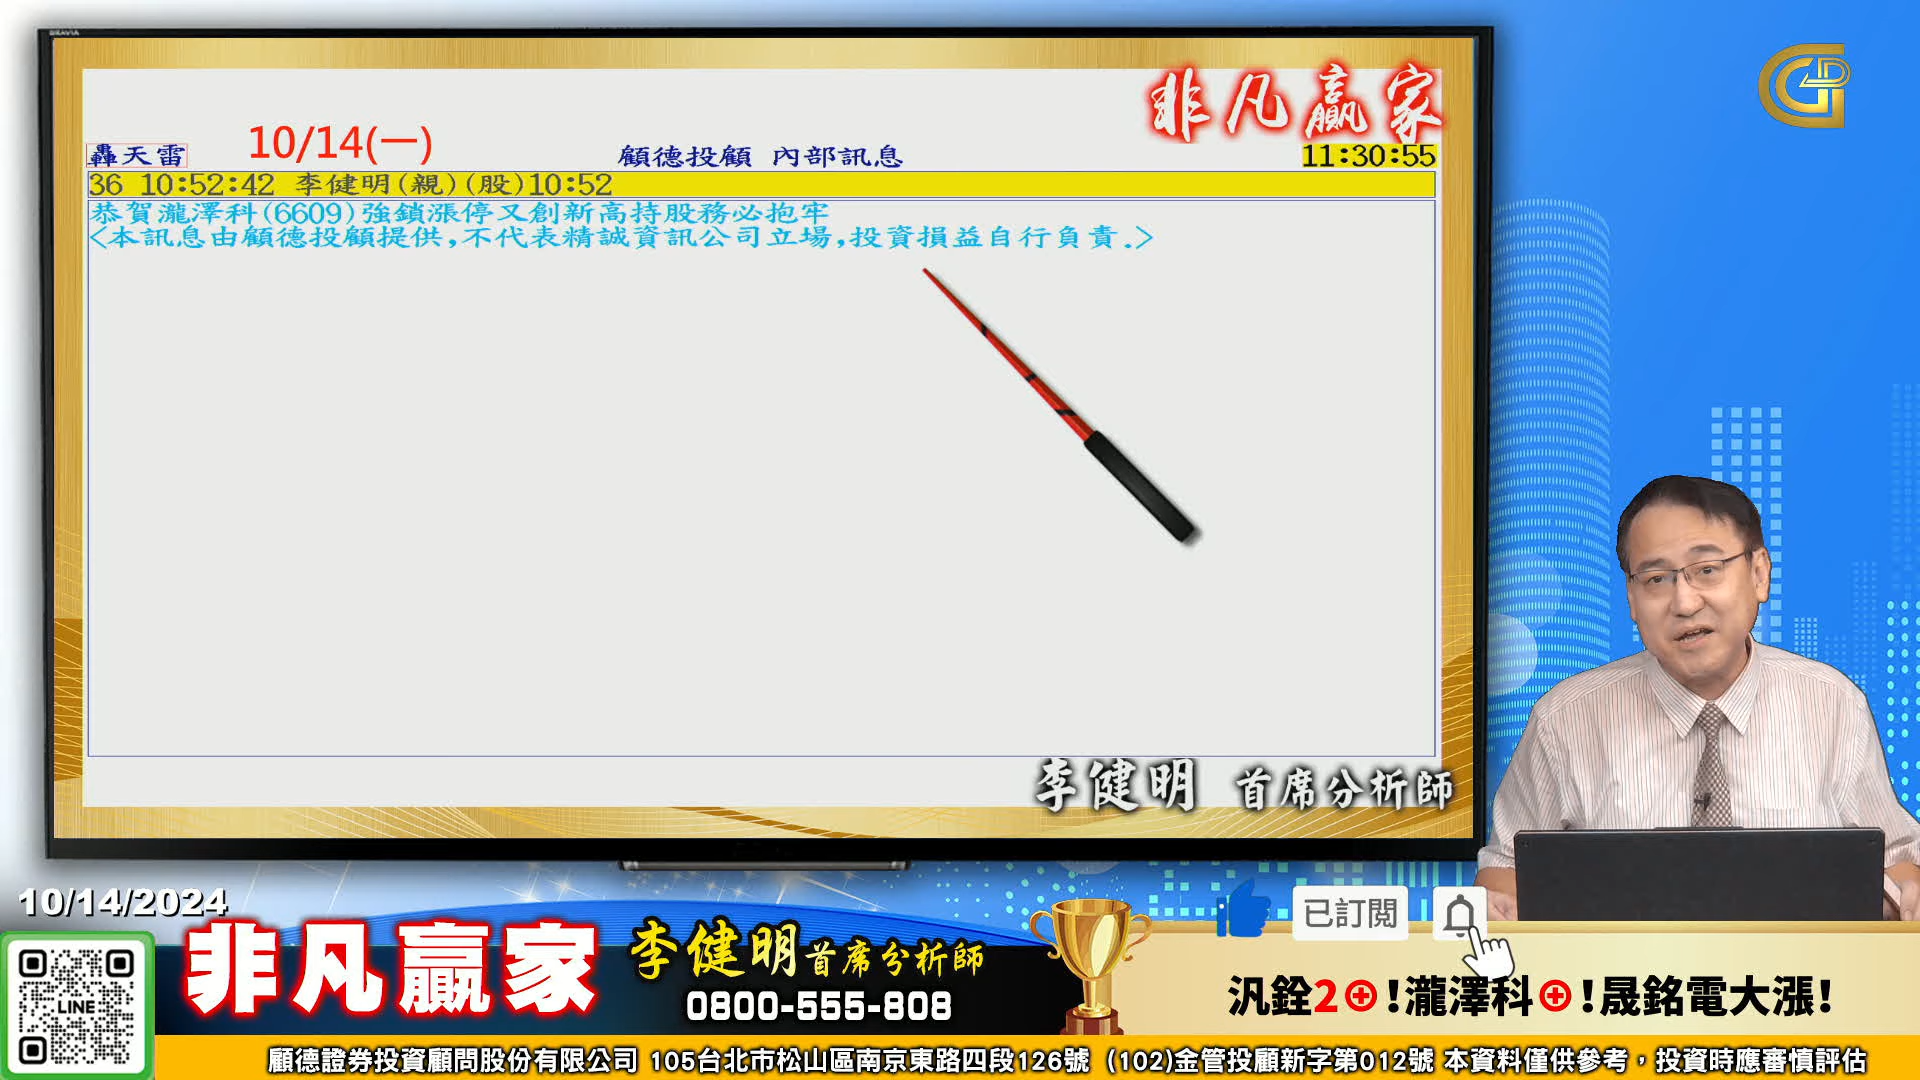 BRAVIA
非凡贏家
10/14(一)
轟天雷
顧德投顧 內部訊息
11:30:55
36 10:52:42 李健明(親)(股)10:52
恭賀瀧澤科(6609)強鎖漲停又創新高持股務必抱牢
<本訊息由顧德投顧提供,不代表精誠資訊公司立場,投資損益自行負責.>
李健明 首席分析師
10/14/2024
非凡贏家
李健明首席分析師
0800-555-808
LINE
已訂閱
汎銓2⊕!瀧澤科⊕!晟銘電大漲!
顧德證券投資顧問股份有限公司 105台北市松山區南京東路四段126號 (102)金管投顧新字第012號 本資料僅供參考，投資時應審慎評估